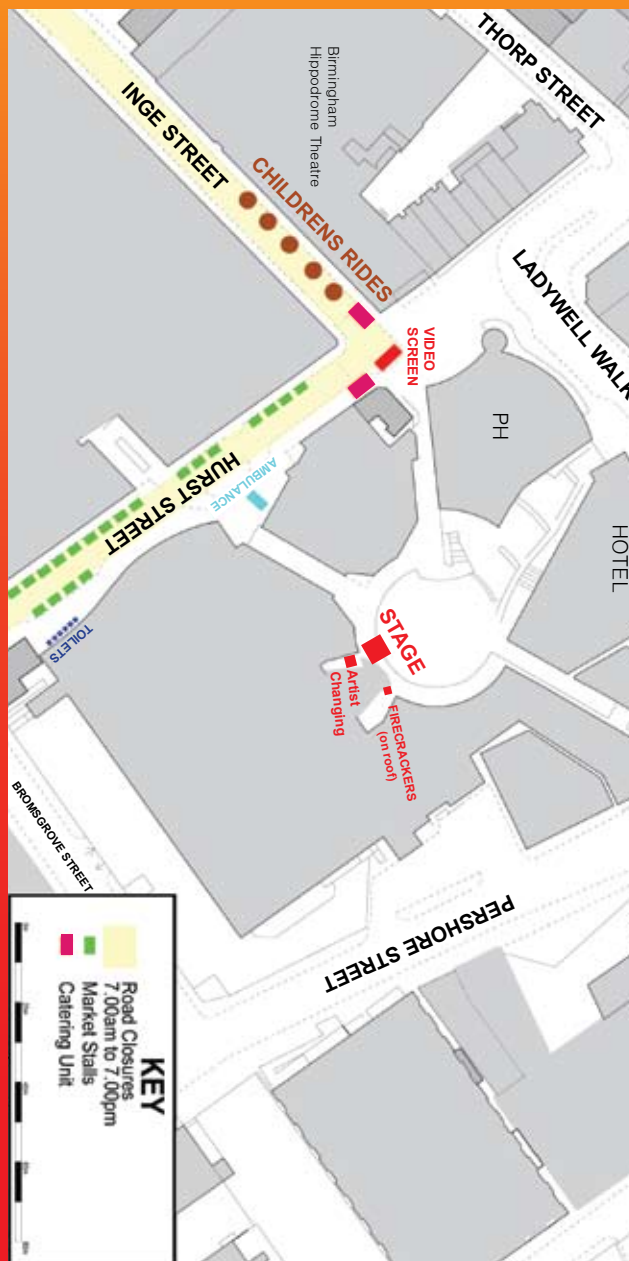 THORP STREET
Birmingham
Hippodrome Theatre
INGE STREET
CHILDRENS RIDES
LADYWELL WALK
VIDEO
SCREEN
PH
HOTEL
AMBULANCE
HURST STREET
STAGE
TOILETS
Artist
Changing
FIRECRACKERS
(on roof)
BROMSGROVE STREET
PERSHORE STREET
KEY
Road Closures
7.00am to 7.00pm
Market Stalls
Catering Unit